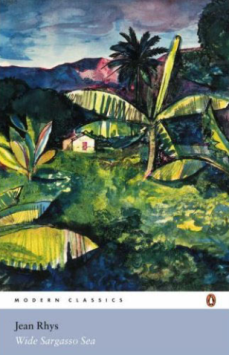 MODERN CLASSICS
Jean Rhys
Wide Sargasso Sea